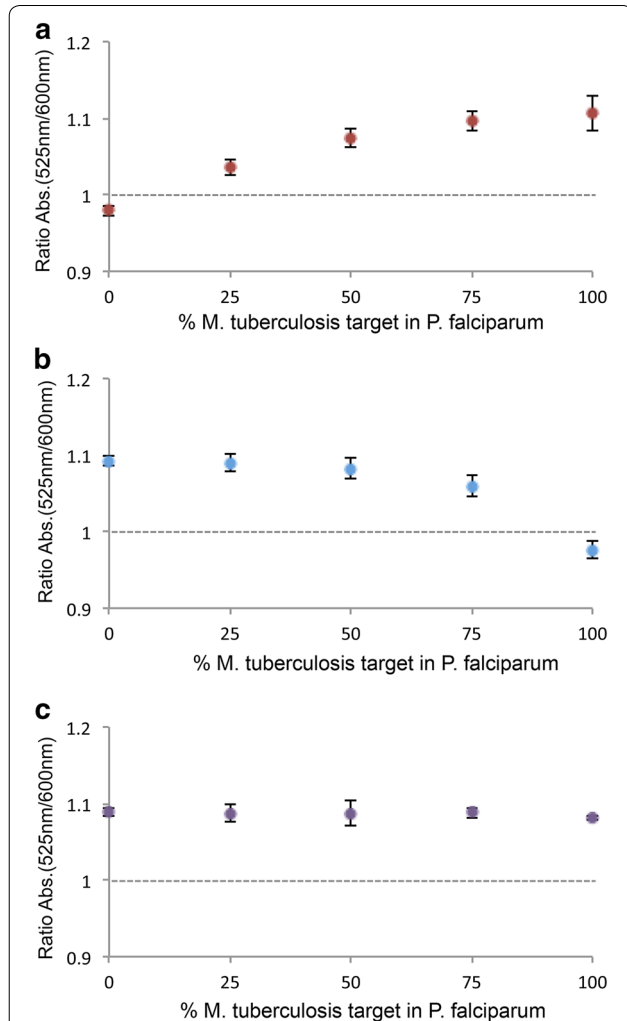 a
Ratio Abs.(525nm/600nm)
1.2
1.1
1
0.9
0 25 50 75 100
% M. tuberculosis target in P. falciparum
b
Ratio Abs.(525nm/600nm)
1.2
1.1
1
0.9
0 25 50 75 100
% M. tuberculosis target in P. falciparum
c
Ratio Abs.(525nm/600nm)
1.2
1.1
1
0.9
0 25 50 75 100
% M. tuberculosis target in P. falciparum